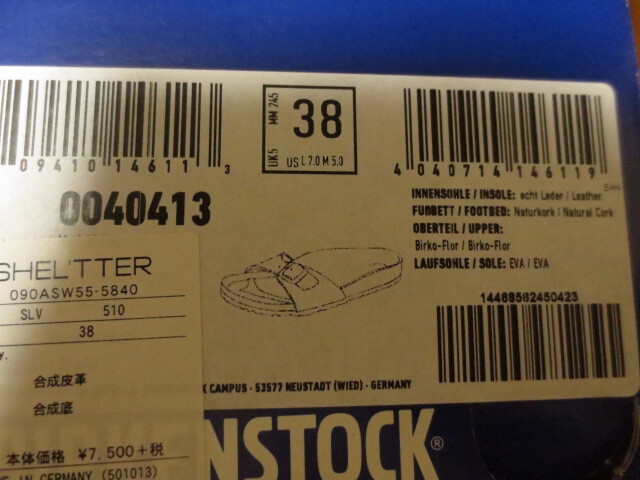 MM 245
UK5
38
US L 7.0 M 5.0
09410 14611 3
4 040714 146119
EAN
0040413
INNENSOHLE / INSOLE: echt Leder / Leather
FUßBETT / FOOTBED: Naturkork / Natural Cork
OBERTEIL / UPPER:
Birko-Flor / Birko-Flor
LAUFSOHLE / SOLE: EVA / EVA
14468562450423
SHEL'TTER
090ASW55-5840
SLV 510
38
y.
合成皮革
合成底
本体価格 ¥7,500+税
IN GERMANY (501013)
K CAMPUS · 53577 NEUSTADT (WIED) · GERMANY
KENSTOCK®